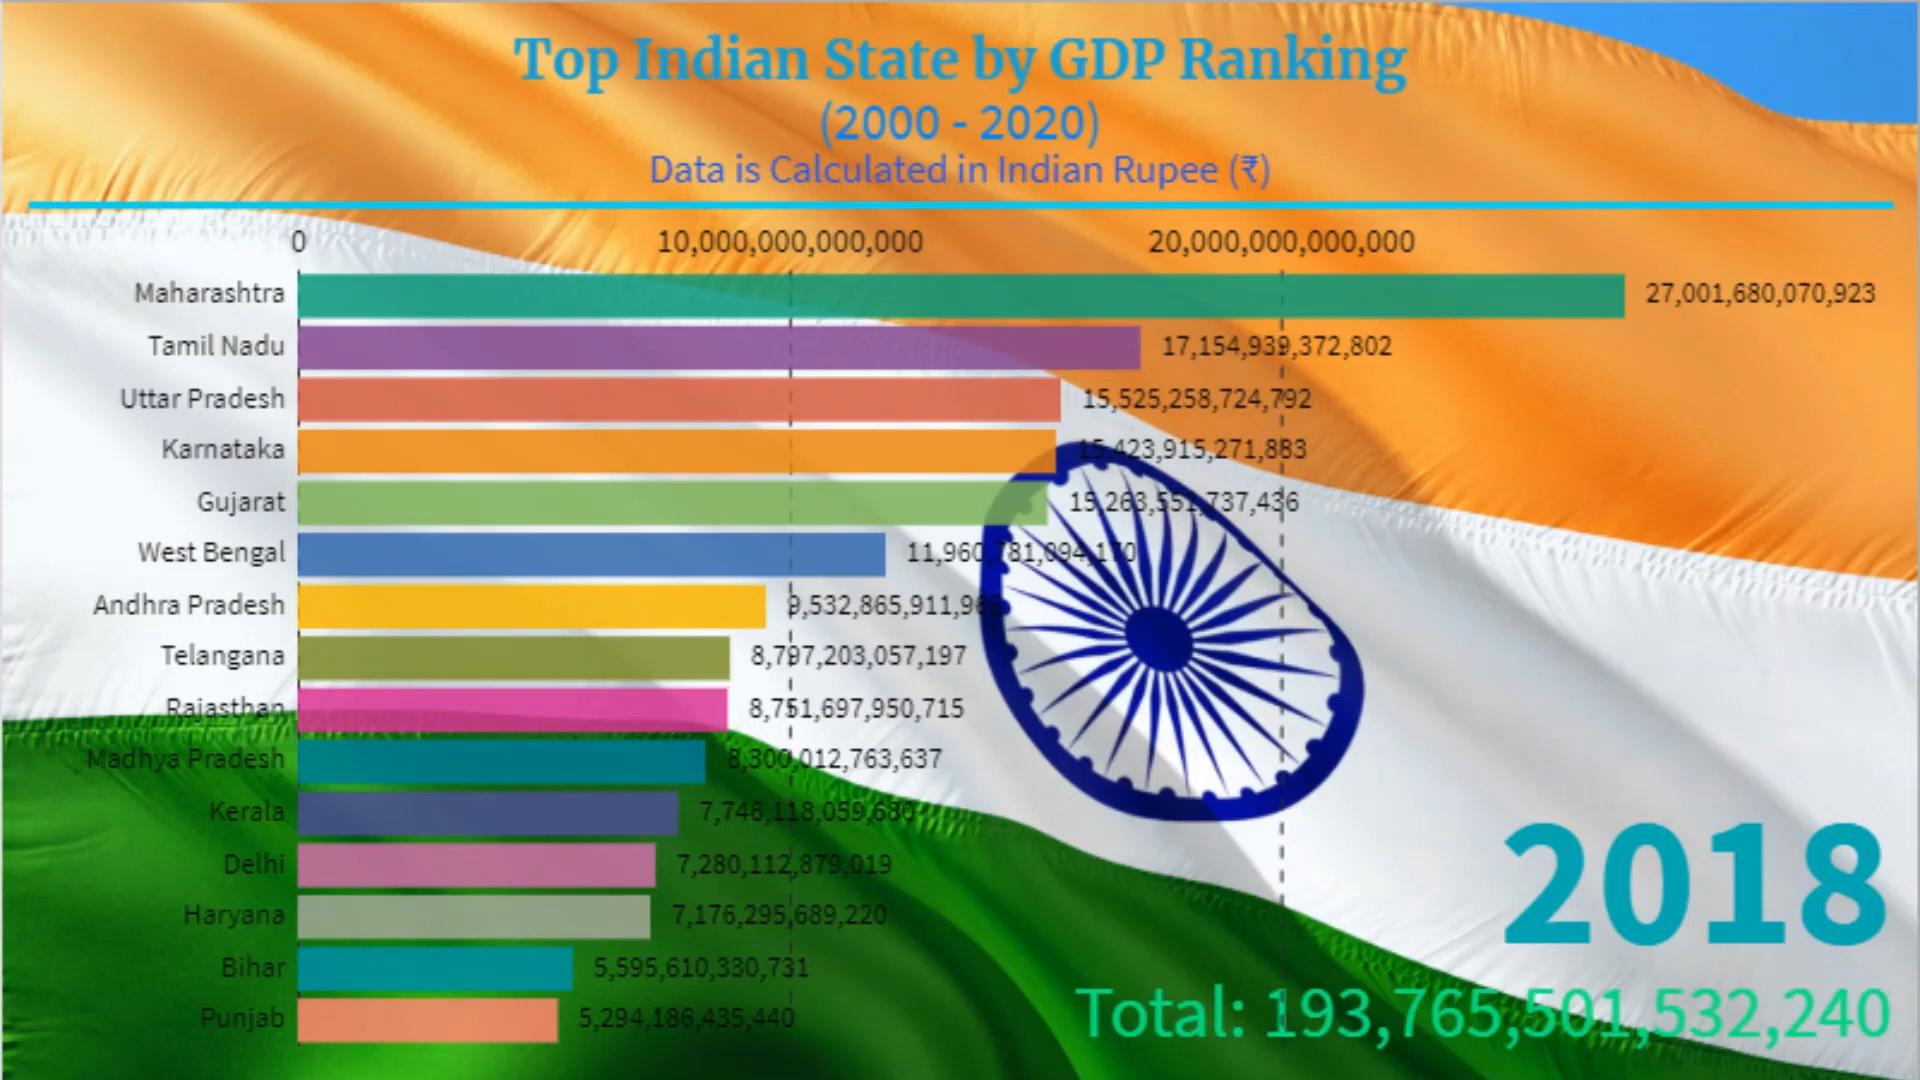 Top Indian State by GDP Ranking
(2000 - 2020)
Data is Calculated in Indian Rupee (₹)
0 10,000,000,000,000 20,000,000,000,000
Maharashtra 27,001,680,070,923
Tamil Nadu 17,154,939,372,802
Uttar Pradesh 15,525,258,724,792
Karnataka 15,423,915,271,883
Gujarat 15,263,551,737,436
West Bengal 11,960,781,094,170
Andhra Pradesh
Telangana 8,797,203,057,197
Rajasthan 8,751,697,950,715
Madhya Pradesh 8,300,012,763,637
Kerala 7,746,118,059,680
Delhi 7,280,112,879,019
Haryana 7,176,295,689,220
Bihar 5,595,610,330,731
Punjab 5,294,186,435,440
2018
Total: 193,765,501,532,240